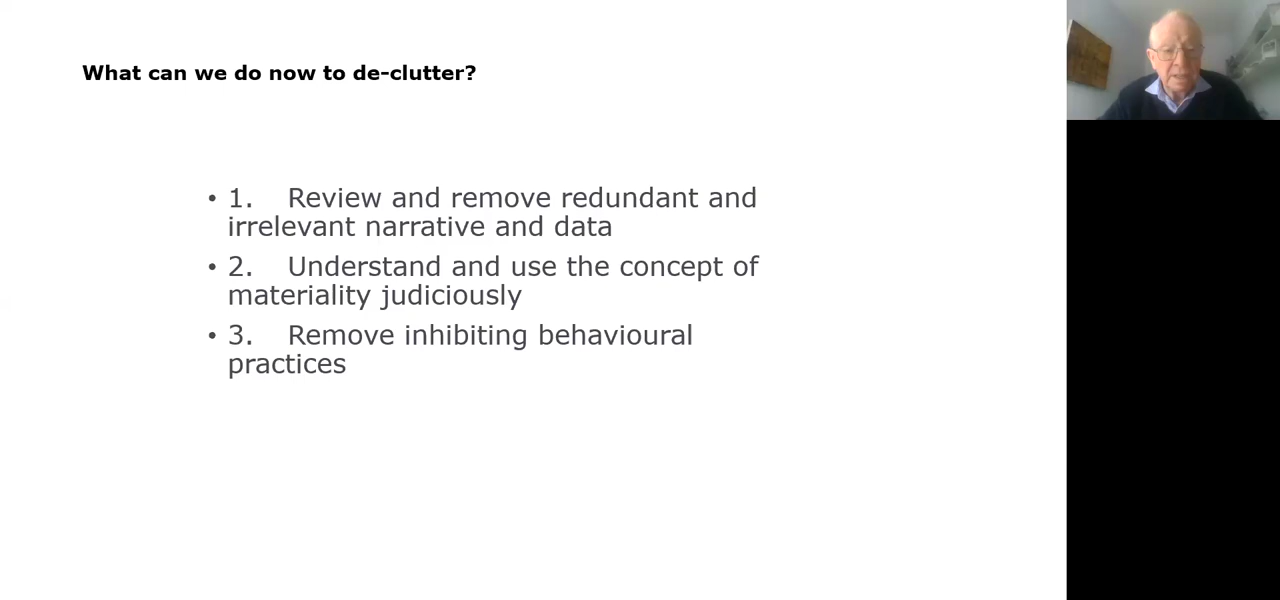 What can we do now to de-clutter?
• 1. Review and remove redundant and
irrelevant narrative and data
• 2. Understand and use the concept of
materiality judiciously
• 3. Remove inhibiting behavioural
practices